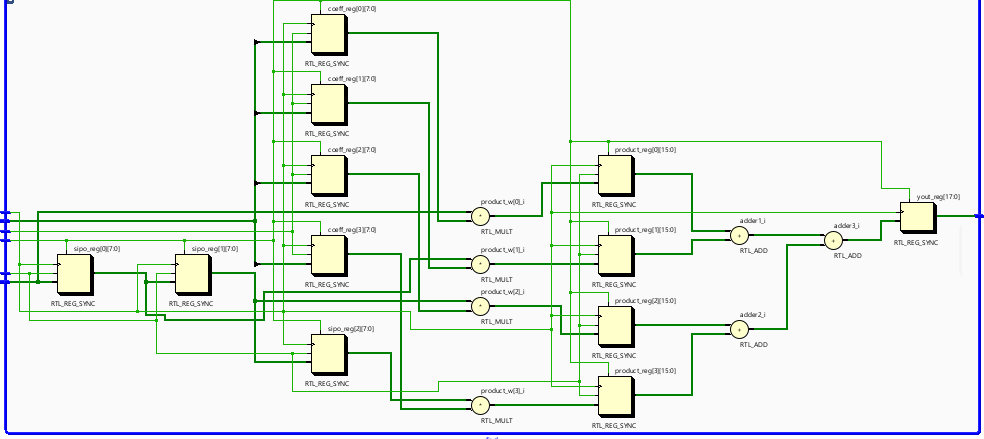 coeff_reg[0][7:0]
RTL_REG_SYNC
coeff_reg[1][7:0]
RTL_REG_SYNC
coeff_reg[2][7:0]
RTL_REG_SYNC
product_reg[0][15:0]
RTL_REG_SYNC
product_w[0]_i
RTL_MULT
yout_reg[17:0]
RTL_REG_SYNC
coeff_reg[3][7:0]
RTL_REG_SYNC
adder1_i
RTL_ADD
adder3_i
RTL_ADD
product_reg[1][15:0]
RTL_REG_SYNC
sipo_reg[0][7:0]
RTL_REG_SYNC
sipo_reg[1][7:0]
RTL_REG_SYNC
product_w[1]_i
RTL_MULT
product_w[2]_i
RTL_MULT
product_reg[2][15:0]
RTL_REG_SYNC
adder2_i
RTL_ADD
sipo_reg[2][7:0]
RTL_REG_SYNC
product_reg[3][15:0]
RTL_REG_SYNC
product_w[3]_i
RTL_MULT